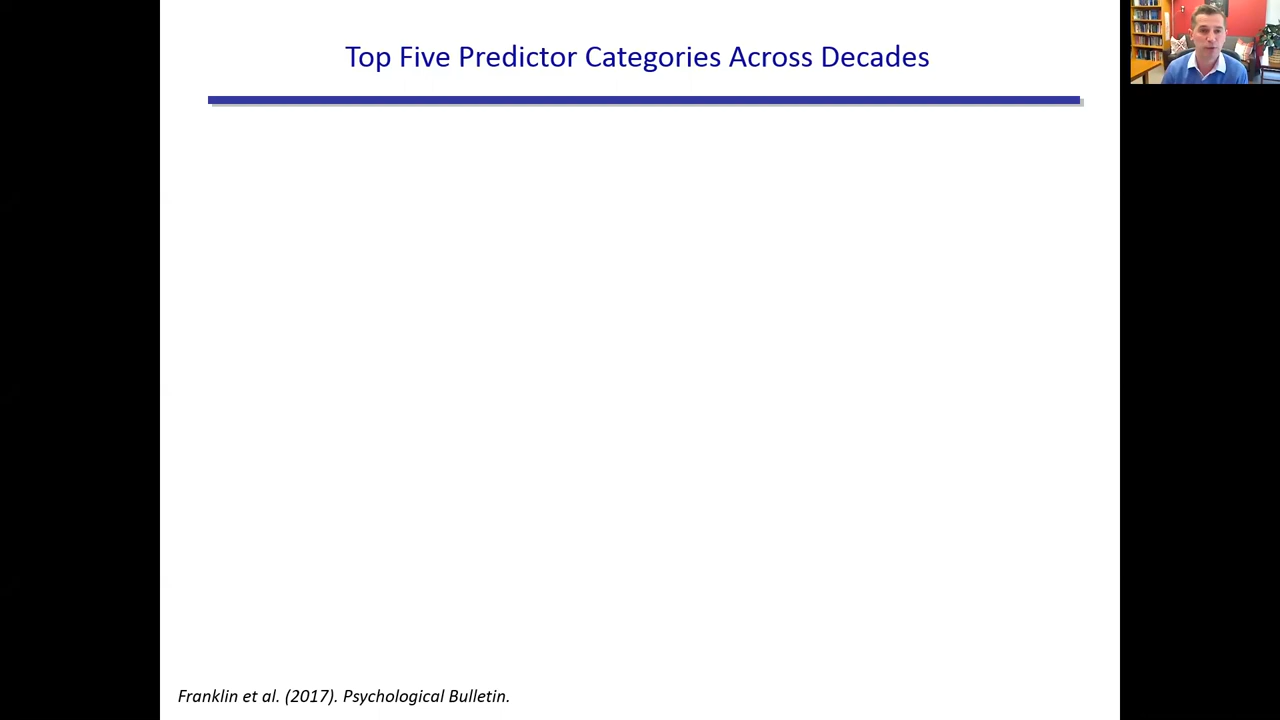 Top Five Predictor Categories Across Decades
Franklin et al. (2017). Psychological Bulletin.